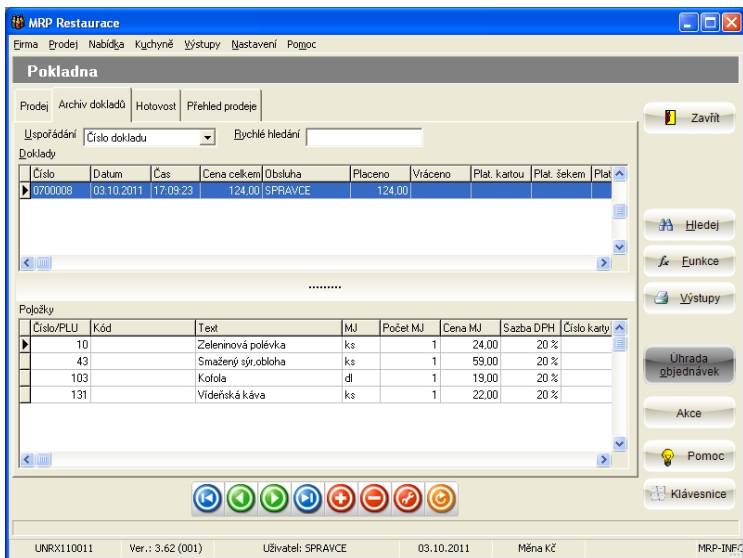 MRP Restaurace
Firma Prodej Nabídka Kuchyně Výstupy Nastavení Pomoc
Pokladna
Prodej Archiv dokladů Hotovost Přehled prodeje
Zavřít
Uspořádání Číslo dokladu Rychlé hledání
Doklady
Číslo Datum Čas Cena celkem Obsluha Placeno Vráceno Plat. kartou Plat. šekem Plat
0700008 03.10.2011 17:09:23 124,00 SPRAVCE 124,00
Hledej
Funkce
Výstupy
Položky
Číslo/PLU Kód Text MJ Počet MJ Cena MJ Sazba DPH Číslo karty
10 Zeleninová polévka ks 1 24,00 20 %
43 Smažený sýr,obloha ks 1 59,00 20 %
103 Kofola dl 1 19,00 20 %
131 Vídeňská káva ks 1 22,00 20 %
Úhrada
objednávek
Akce
Pomoc
Klávesnice
UNRX110011 Ver.: 3.62 (001) Uživatel: SPRAVCE 03.10.2011 Měna Kč MRP-INFO